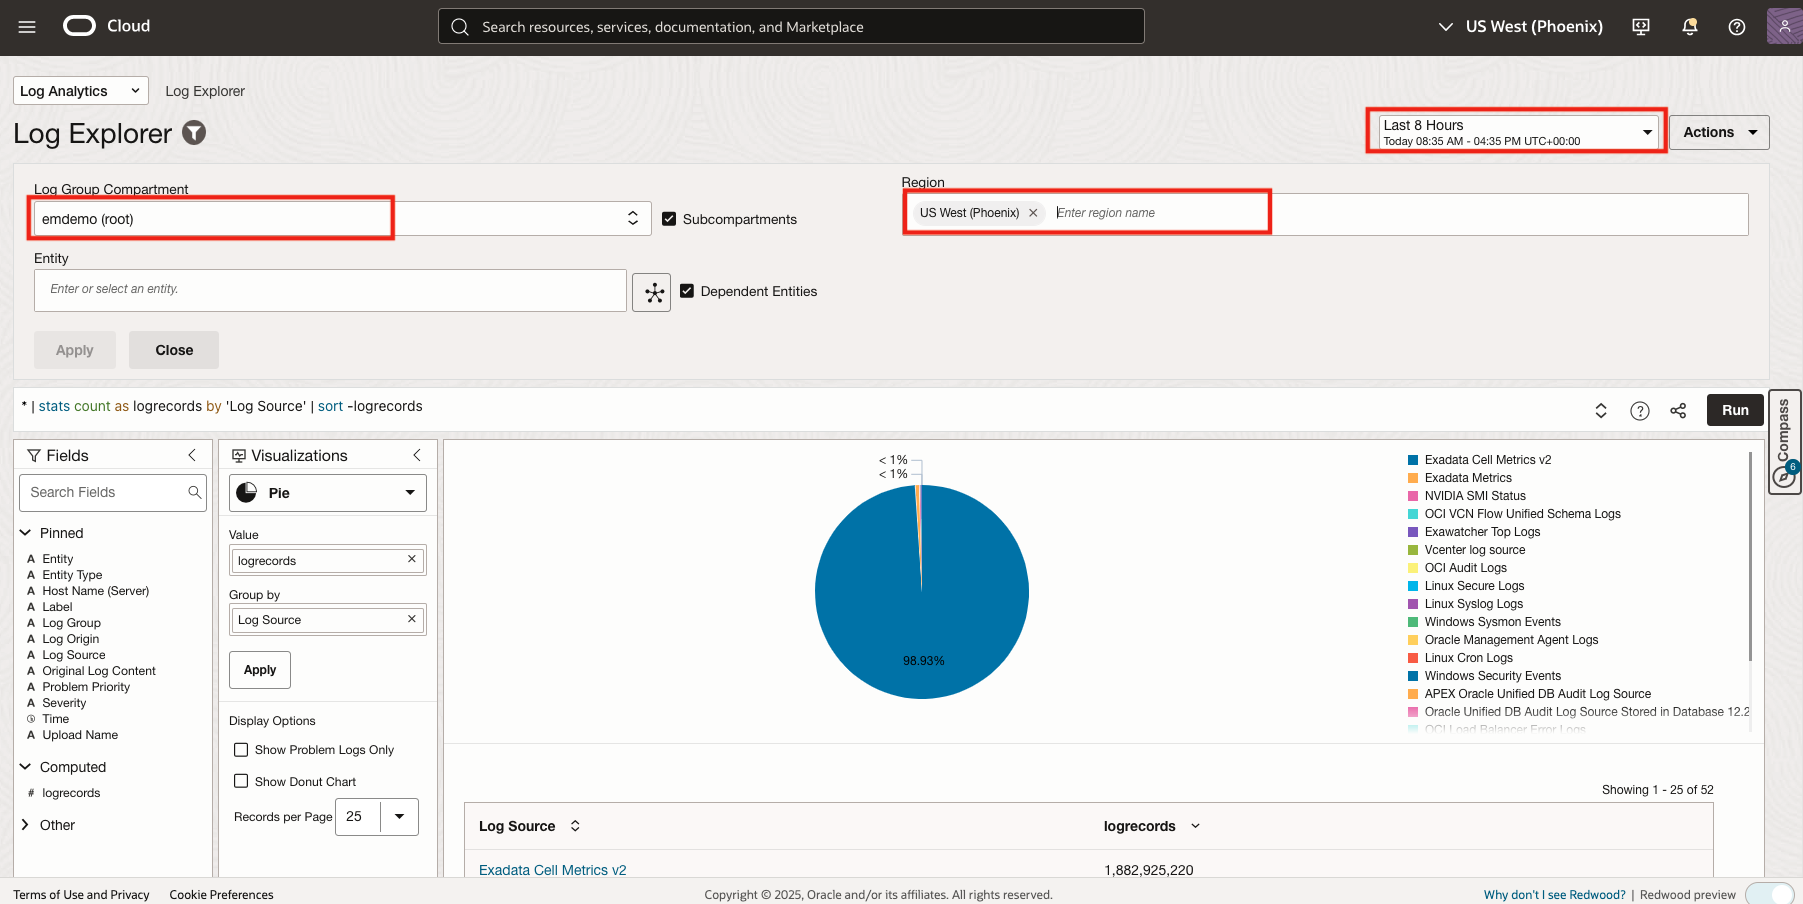 Cloud
Search resources, services, documentation, and Marketplace
US West (Phoenix)
Log Analytics
Log Explorer
Log Explorer
Last 8 Hours
Today 08:35 AM - 04:35 PM UTC+00:00
Actions
Log Group Compartment
emdemo (root)
Subcompartments
Region
US West (Phoenix)
Enter region name
Entity
Enter or select an entity.
Dependent Entities
Apply
Close
* | stats count as logrecords by 'Log Source' | sort -logrecords
Run
Compass
6
Fields
Search Fields
Pinned
A Entity
A Entity Type
A Host Name (Server)
A Label
A Log Group
A Log Origin
A Log Source
A Original Log Content
A Problem Priority
A Severity
Time
A Upload Name
Computed
# logrecords
Other
Visualizations
Pie
Value
logrecords
Group by
Log Source
Apply
Display Options
Show Problem Logs Only
Show Donut Chart
Records per Page
25
< 1%
< 1%
98.93%
Exadata Cell Metrics v2
Exadata Metrics
NVIDIA SMI Status
OCI VCN Flow Unified Schema Logs
Exawatcher Top Logs
Vcenter log source
OCI Audit Logs
Linux Secure Logs
Linux Syslog Logs
Windows Sysmon Events
Oracle Management Agent Logs
Linux Cron Logs
Windows Security Events
APEX Oracle Unified DB Audit Log Source
Oracle Unified DB Audit Log Source Stored in Database 12.2
OCI Load Balancer Error Logs
Showing 1 - 25 of 52
Log Source
logrecords
Exadata Cell Metrics v2
1,882,925,220
Terms of Use and Privacy
Cookie Preferences
Copyright © 2025, Oracle and/or its affiliates. All rights reserved.
Why don't I see Redwood? | Redwood preview